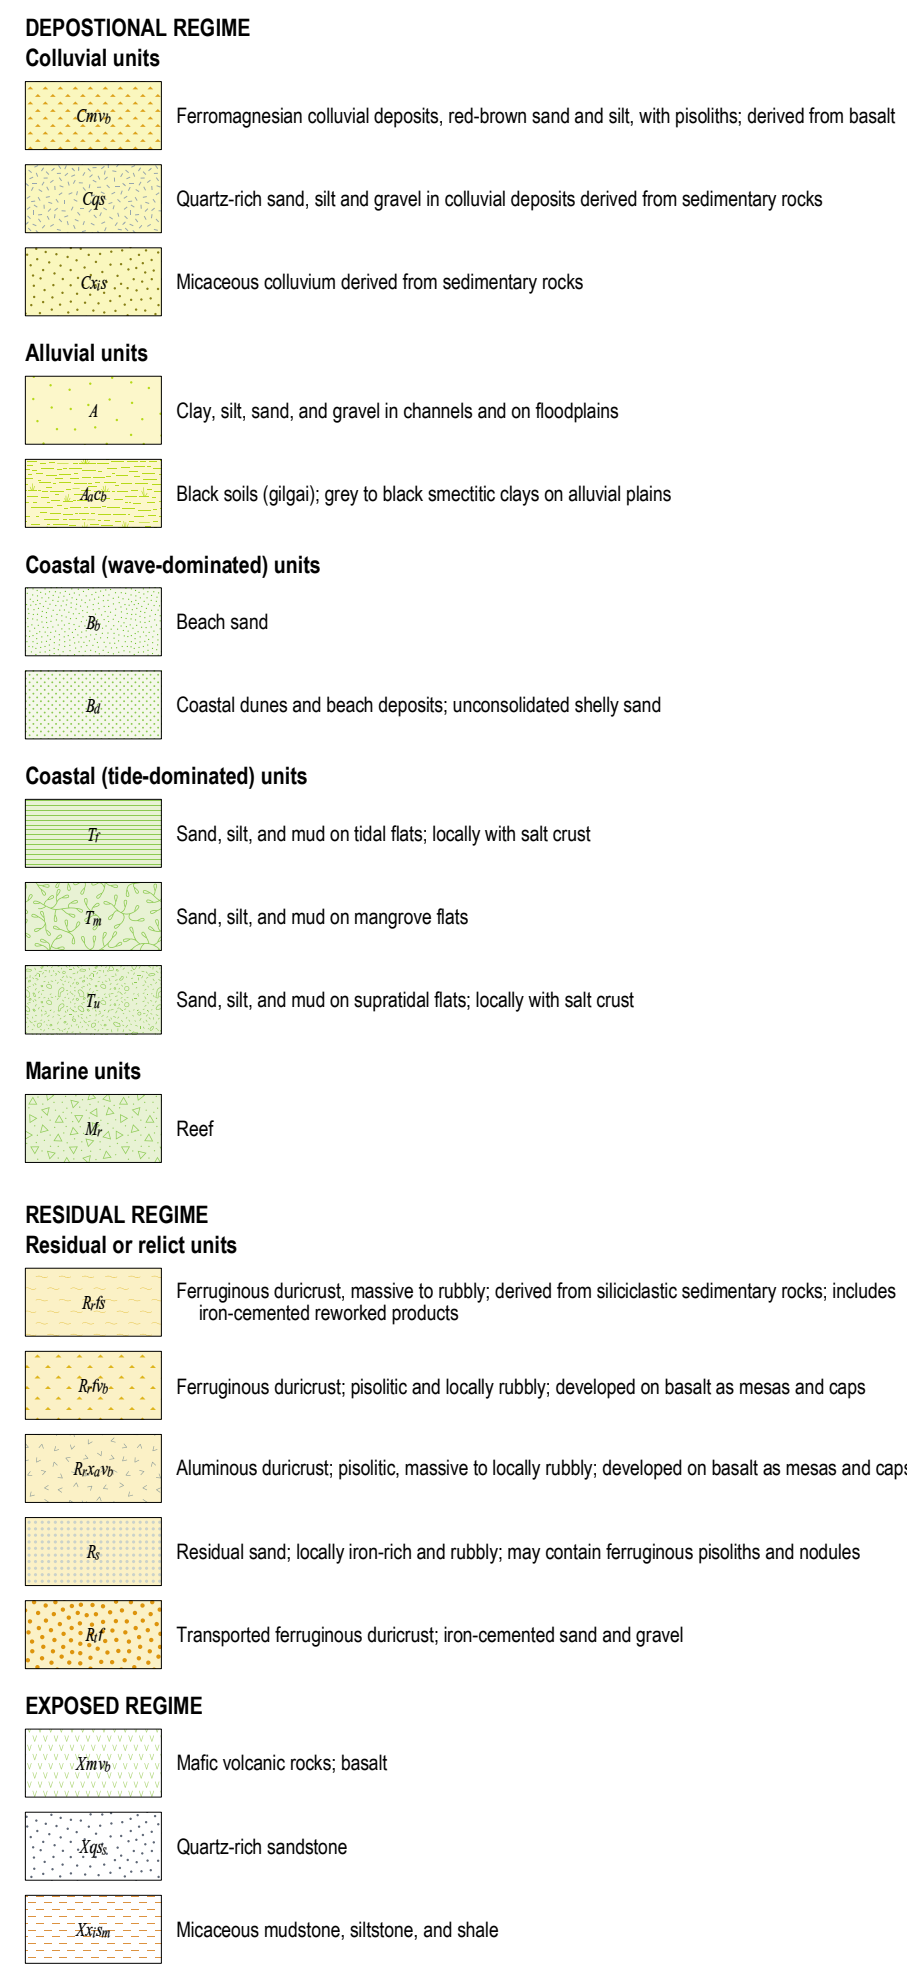 DEPOSTIONAL REGIME
Colluvial units
Cmvb Ferromagnesian colluvial deposits, red-brown sand and silt, with pisoliths; derived from basalt
Cqs Quartz-rich sand, silt and gravel in colluvial deposits derived from sedimentary rocks
Cxis Micaceous colluvium derived from sedimentary rocks
Alluvial units
A Clay, silt, sand, and gravel in channels and on floodplains
Aacb Black soils (gilgai); grey to black smectitic clays on alluvial plains
Coastal (wave-dominated) units
Bb Beach sand
Bd Coastal dunes and beach deposits; unconsolidated shelly sand
Coastal (tide-dominated) units
Tf Sand, silt, and mud on tidal flats; locally with salt crust
Tm Sand, silt, and mud on mangrove flats
Tu Sand, silt, and mud on supratidal flats; locally with salt crust
Marine units
Mr Reef
RESIDUAL REGIME
Residual or relict units
Rrfs Ferruginous duricrust, massive to rubbly; derived from siliciclastic sedimentary rocks; includes
iron-cemented reworked products
Rrfvb Ferruginous duricrust; pisolitic and locally rubbly; developed on basalt as mesas and caps
Rrxavb Aluminous duricrust; pisolitic, massive to locally rubbly; developed on basalt as mesas and caps
Rs Residual sand; locally iron-rich and rubbly; may contain ferruginous pisoliths and nodules
Rtf Transported ferruginous duricrust; iron-cemented sand and gravel
EXPOSED REGIME
Xmvb Mafic volcanic rocks; basalt
Xqss Quartz-rich sandstone
Xxism Micaceous mudstone, siltstone, and shale